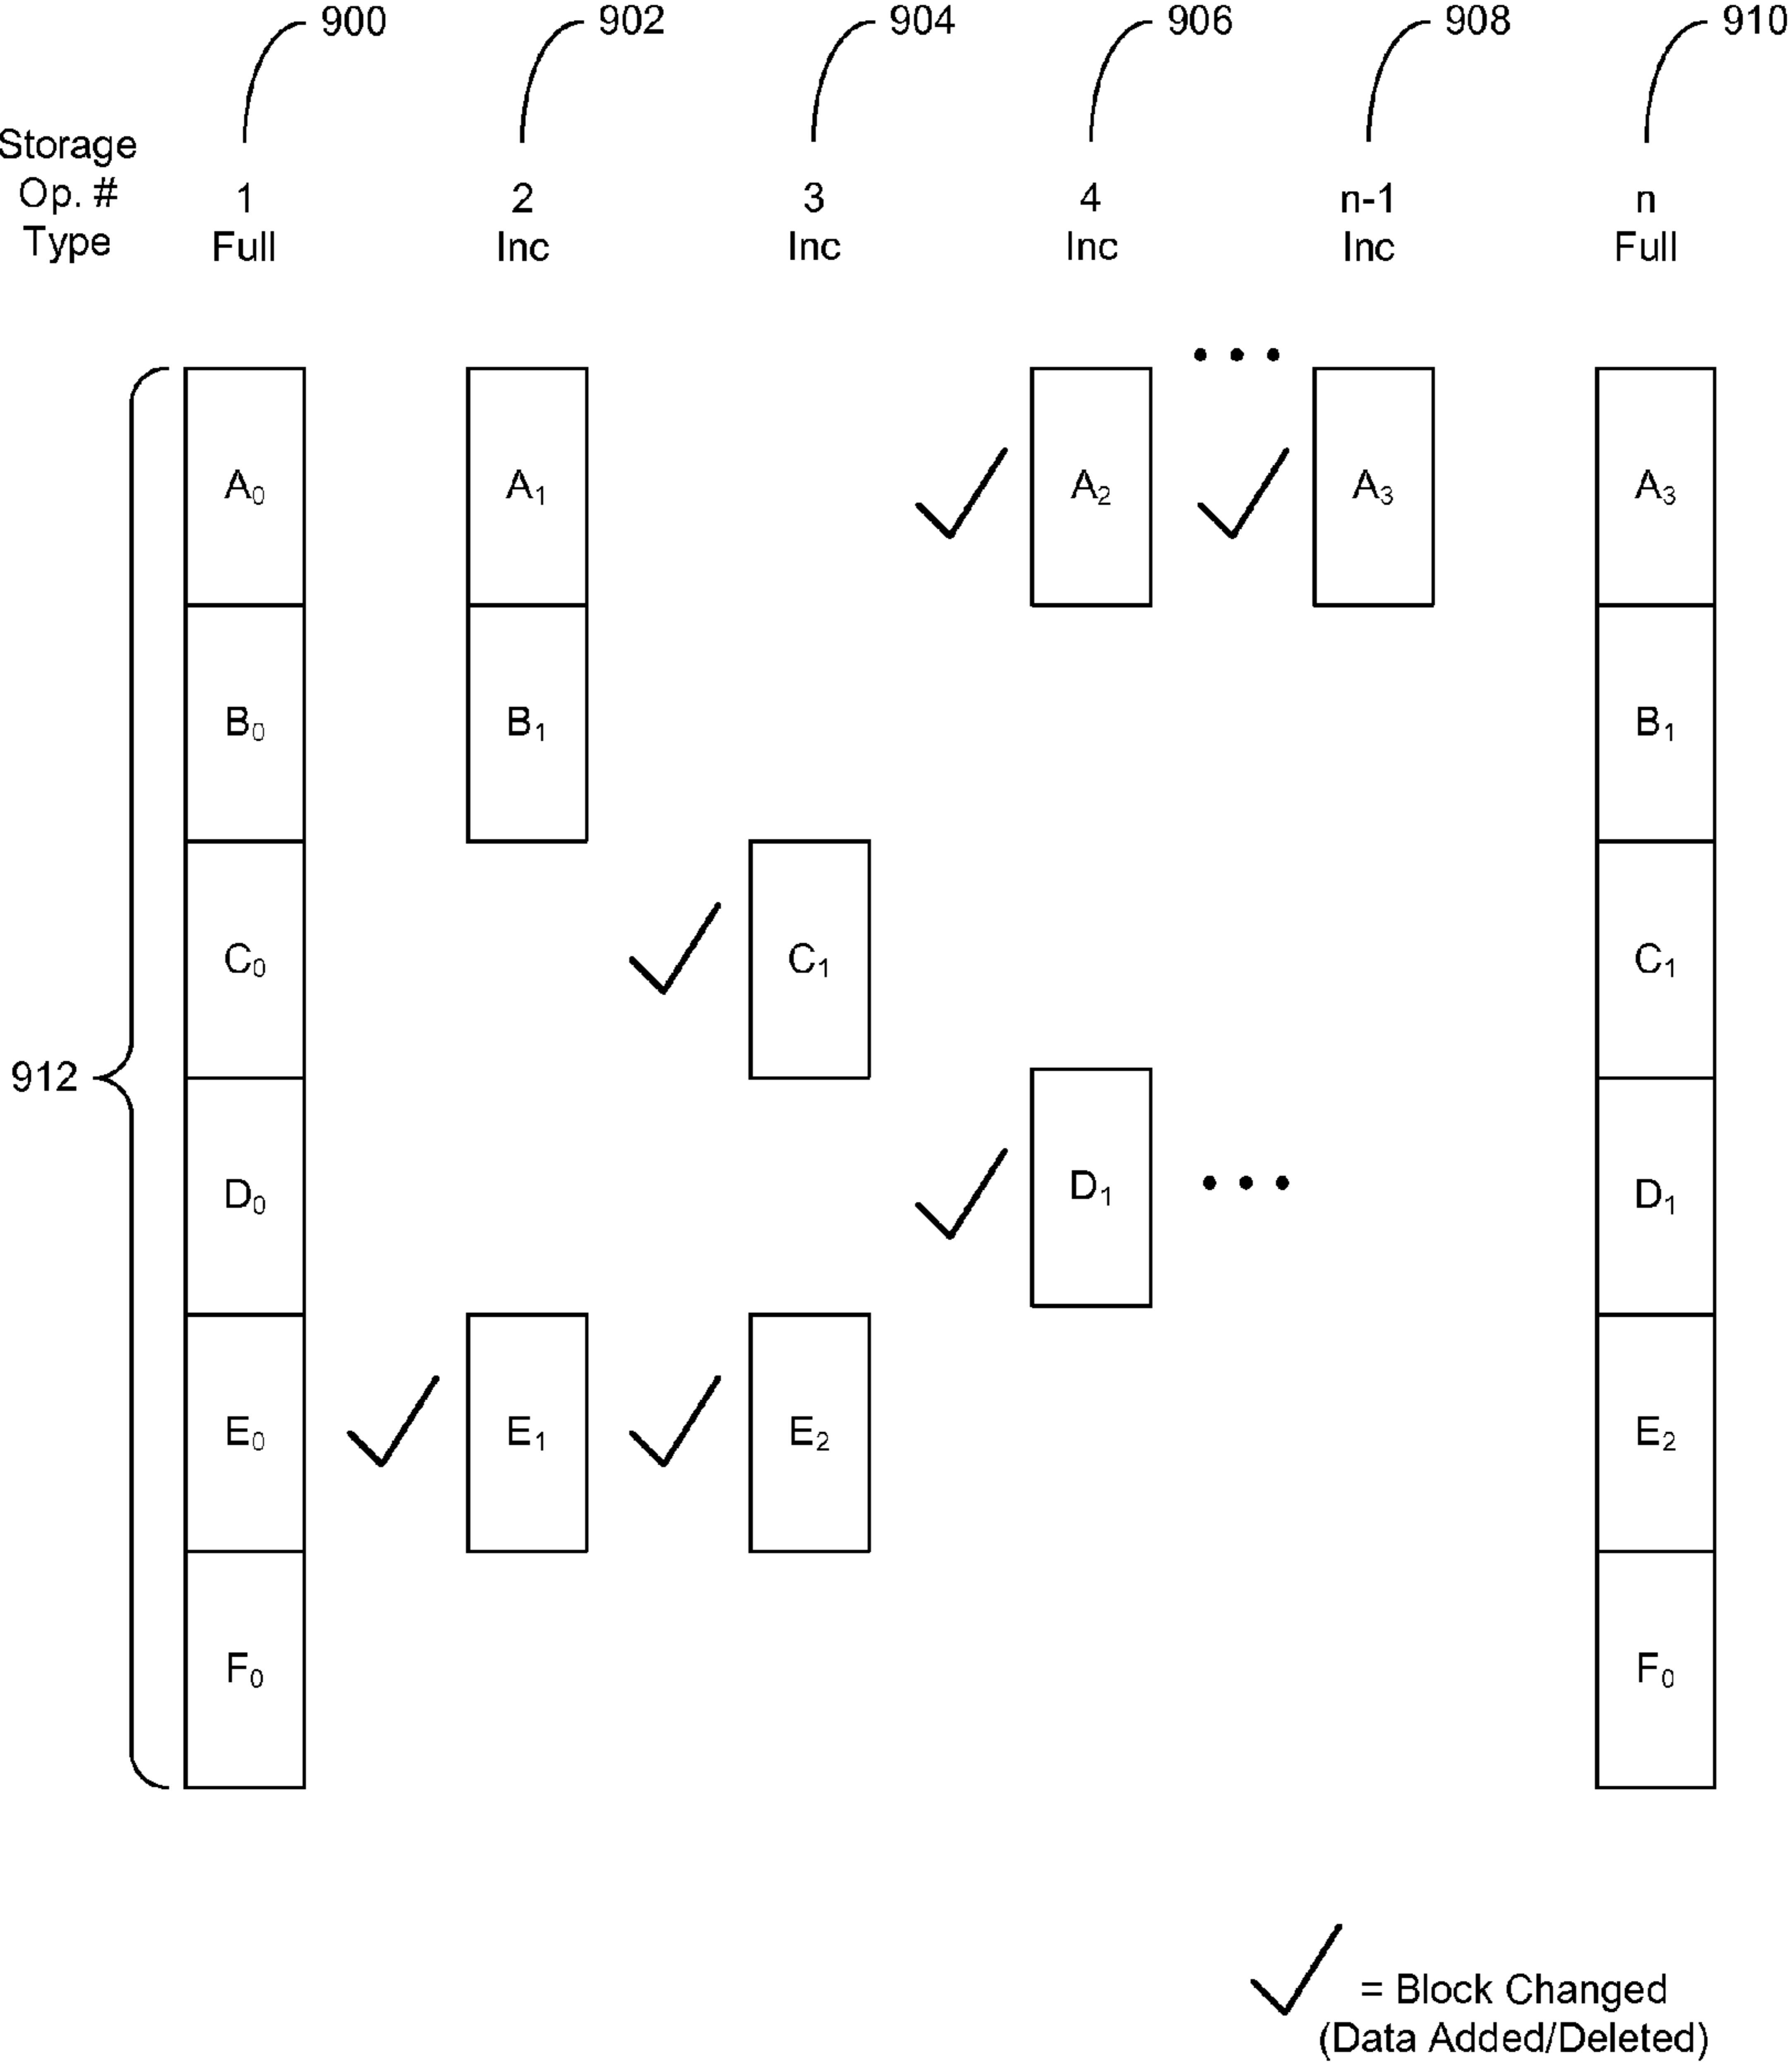 900 902 904 906 908 910
Storage
Op. # 1 2 3 4 n-1 n
Type Full Inc Inc Inc Inc Full
• • •
A₀ A₁ A₂ A₃ A₃
B₀ B₁ B₁
C₀ C₁ C₁
912
D₀ D₁ • • • D₁
E₀ E₁ E₂ E₂
F₀ F₀
= Block Changed
(Data Added/Deleted)